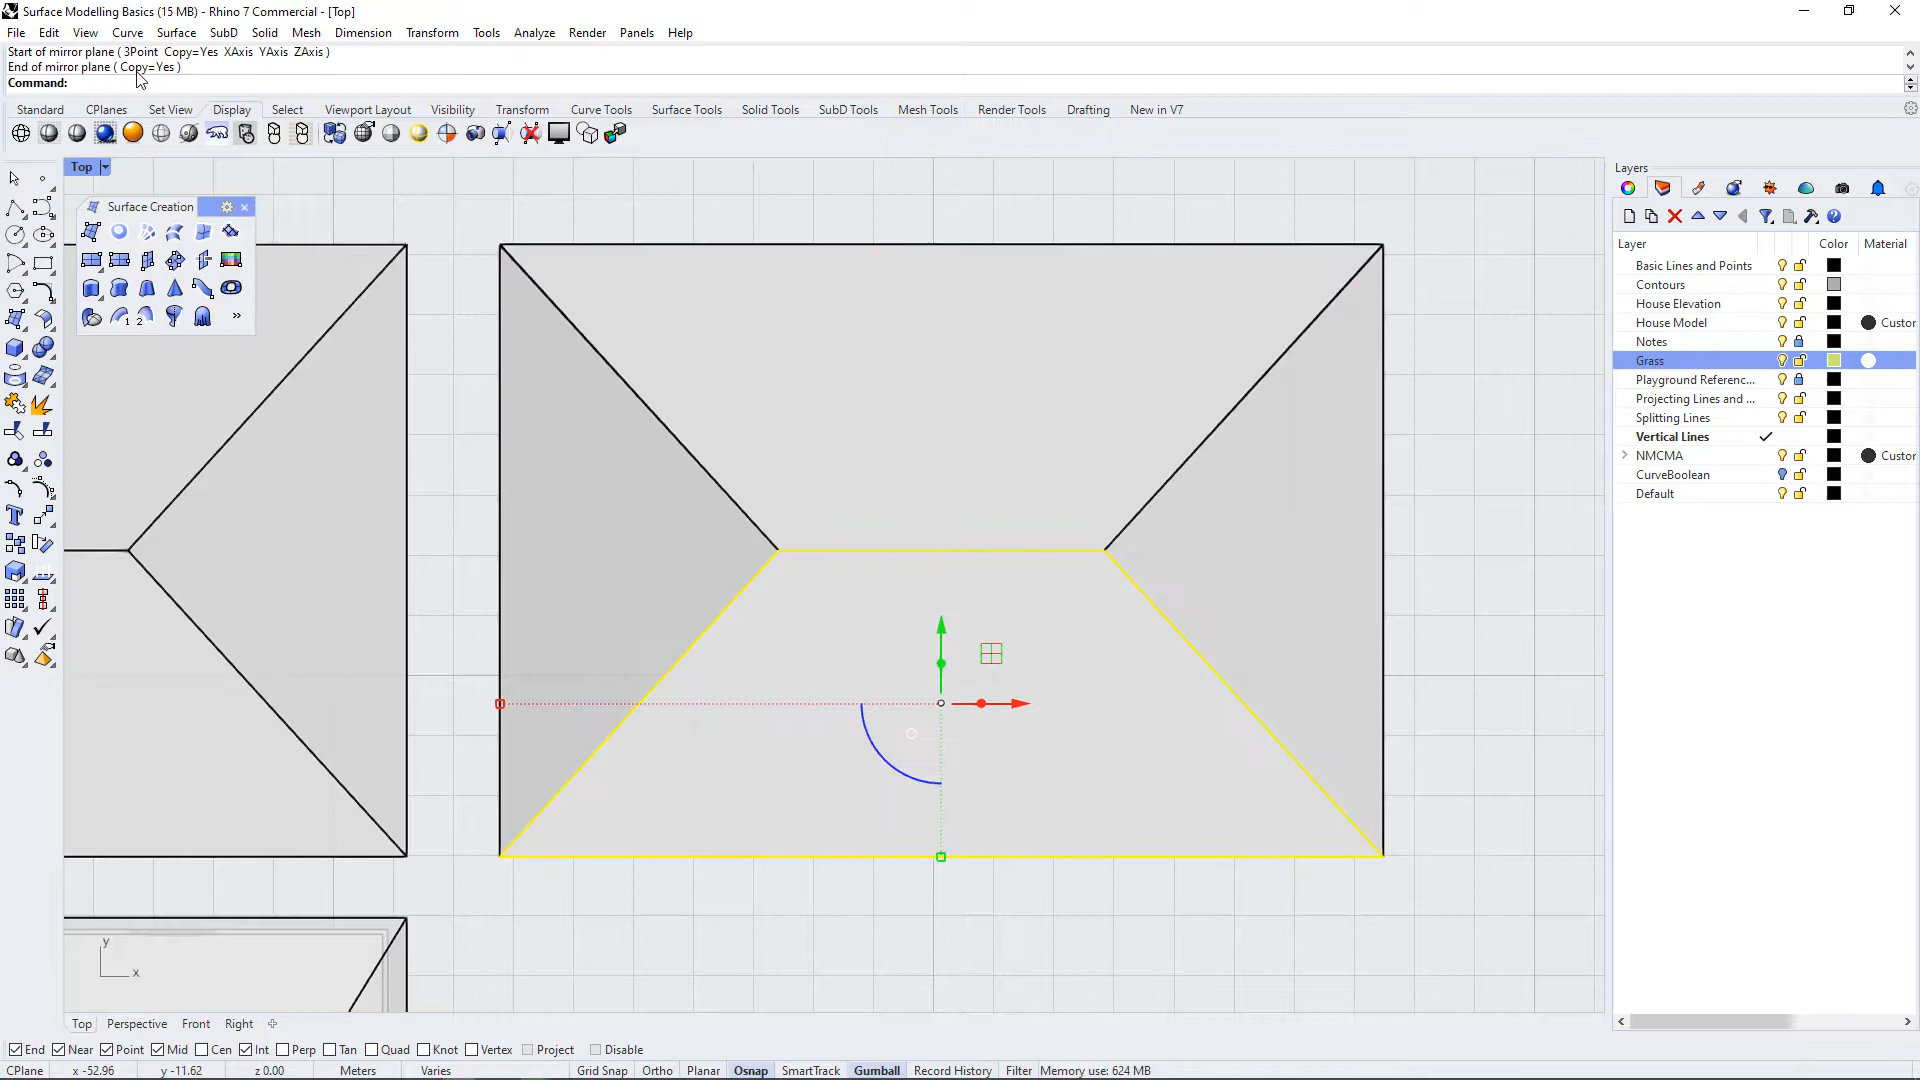 Surface Modelling Basics (15 MB) - Rhino 7 Commercial - [Top]
File Edit View Curve Surface SubD Solid Mesh Dimension Transform Tools Analyze Render Panels Help
Start of mirror plane ( 3Point Copy=Yes XAxis YAxis ZAxis )
End of mirror plane ( Copy=Yes )
Command:
Standard CPlanes Set View Display Select Viewport Layout Visibility Transform Curve Tools Surface Tools Solid Tools SubD Tools Mesh Tools Render Tools Drafting New in V7
Top
Layers
Surface Creation
Layer Color Material
Basic Lines and Points
Contours
House Elevation
House Model Custor
Notes
Grass
Playground Referenc...
Projecting Lines and ...
Splitting Lines
Vertical Lines
NMCMA Custor
CurveBoolean
Default
1 2
»
y
x
Top Perspective Front Right
End Near Point Mid Cen Int Perp Tan Quad Knot Vertex Project Disable
CPlane x -52.96 y -11.62 z 0.00 Meters Varies Grid Snap Ortho Planar Osnap SmartTrack Gumball Record History Filter Memory use: 624 MB